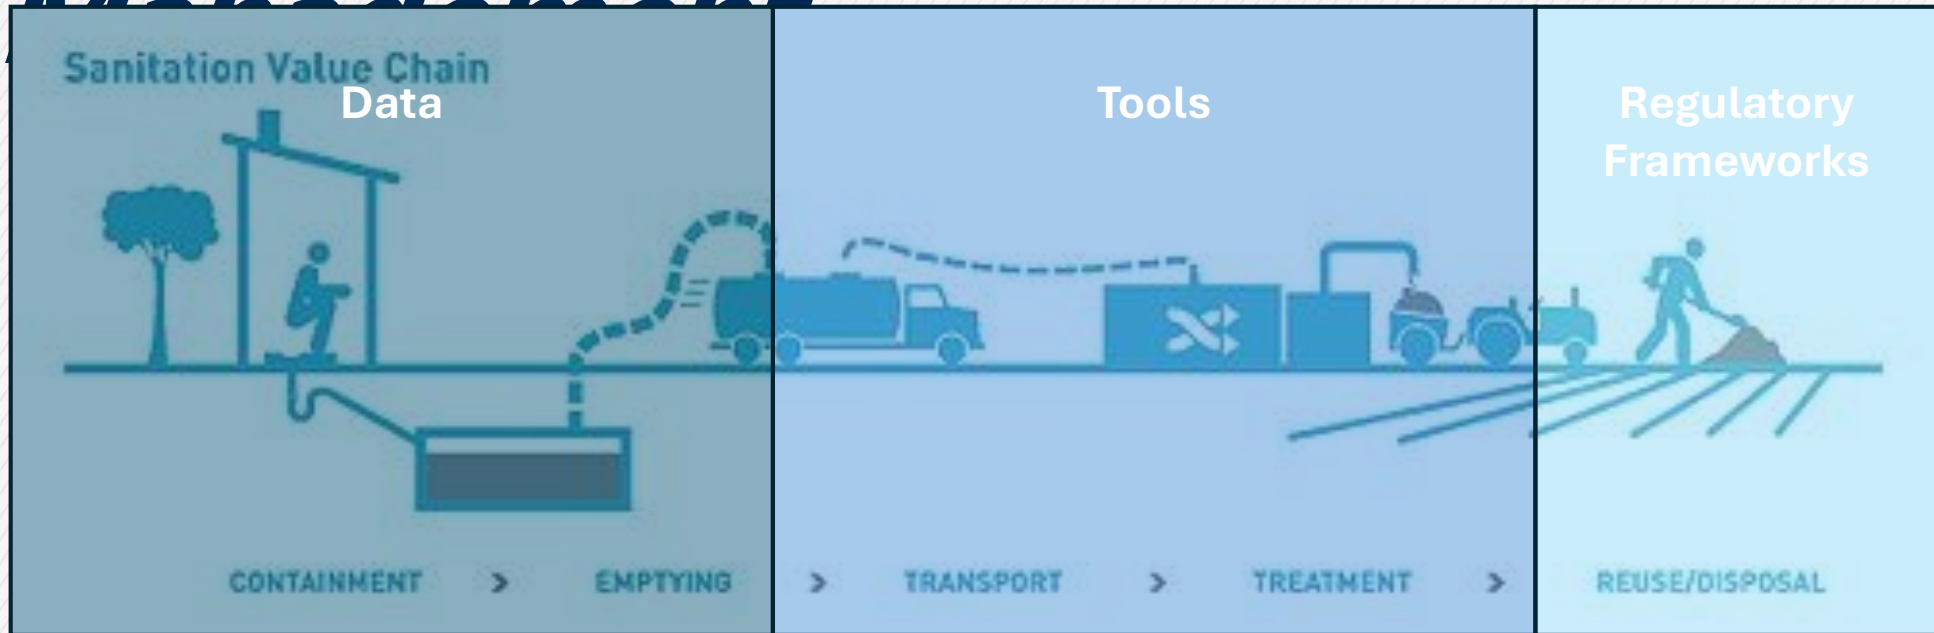 Sanitation Value Chain
Data
Tools
Regulatory
Frameworks
CONTAINMENT > EMPTYING > TRANSPORT > TREATMENT > REUSE/DISPOSAL